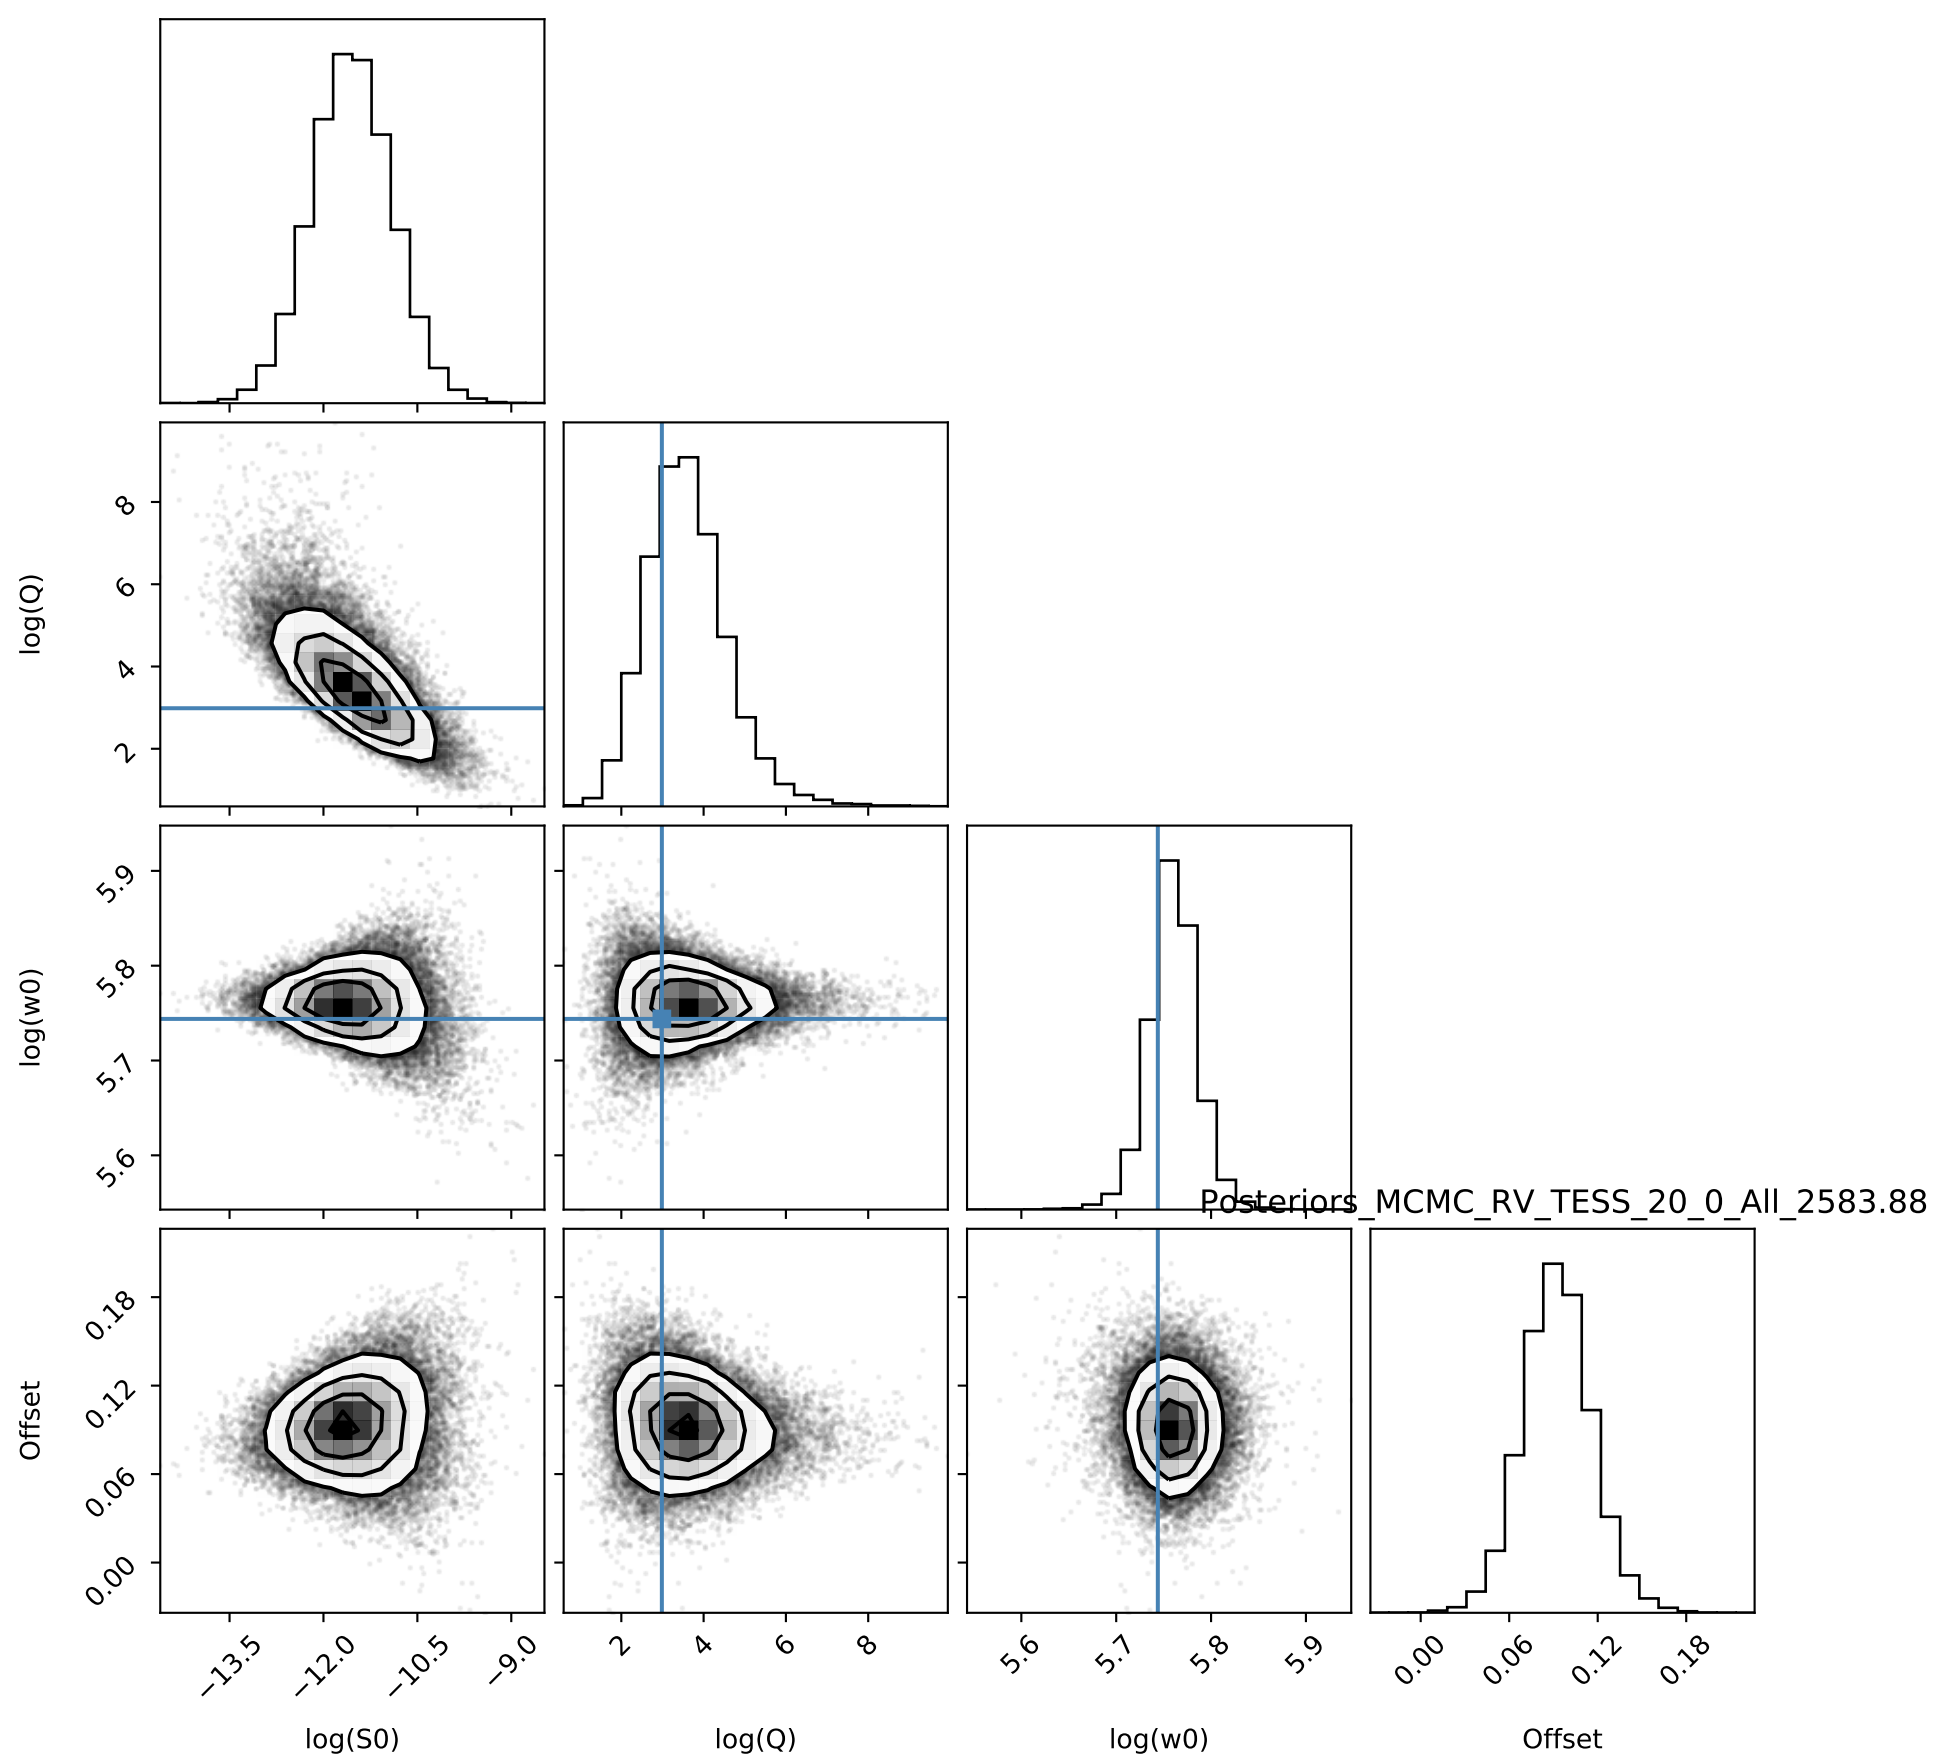 log(Q)
8
6
4
2
log(w0)
5.9
5.8
5.7
5.6
Posteriors_MCMC_RV_TESS_20_0_All_2583.88
Offset
0.18
0.12
0.06
0.00
−13.5 −12.0 −10.5 −9.0 2 4 6 8 5.6 5.7 5.8 5.9 0.00 0.06 0.12 0.18
log(S0) log(Q) log(w0) Offset